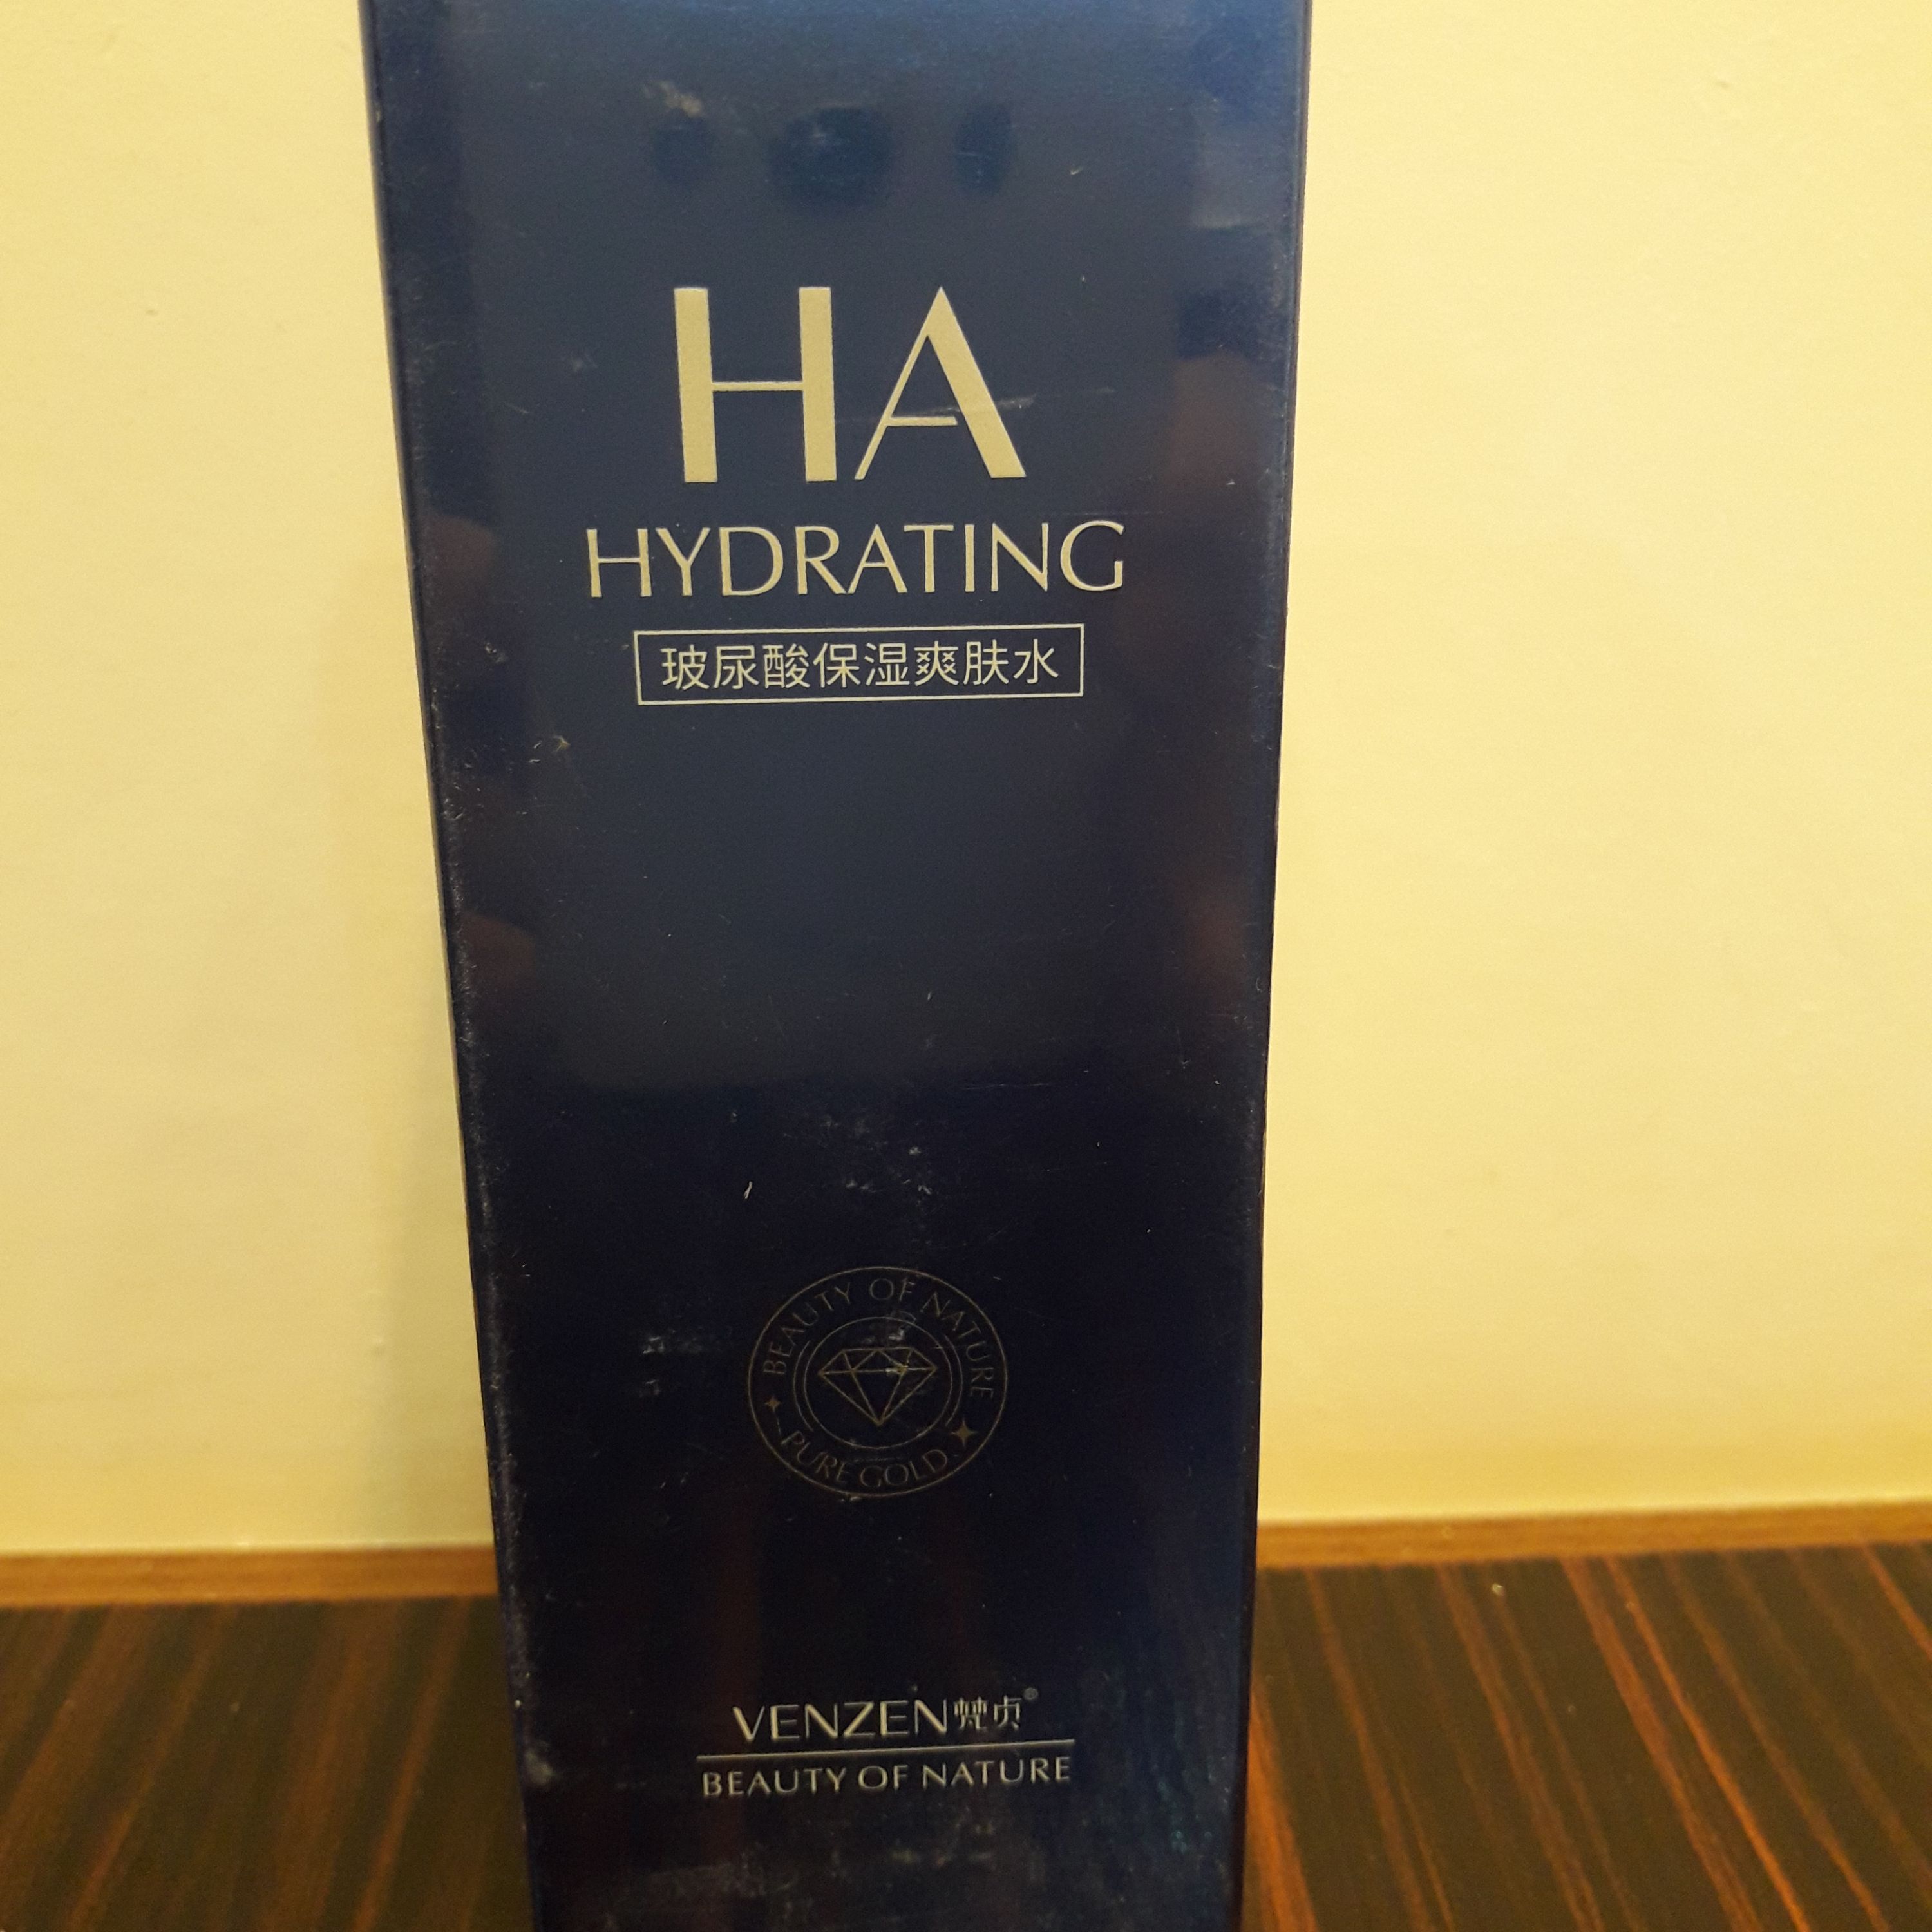 HA
HYDRATING
玻尿酸保湿爽肤水
BEAUTY OF NATURE
PURE GOLD
VENZEN梵贞®
BEAUTY OF NATURE